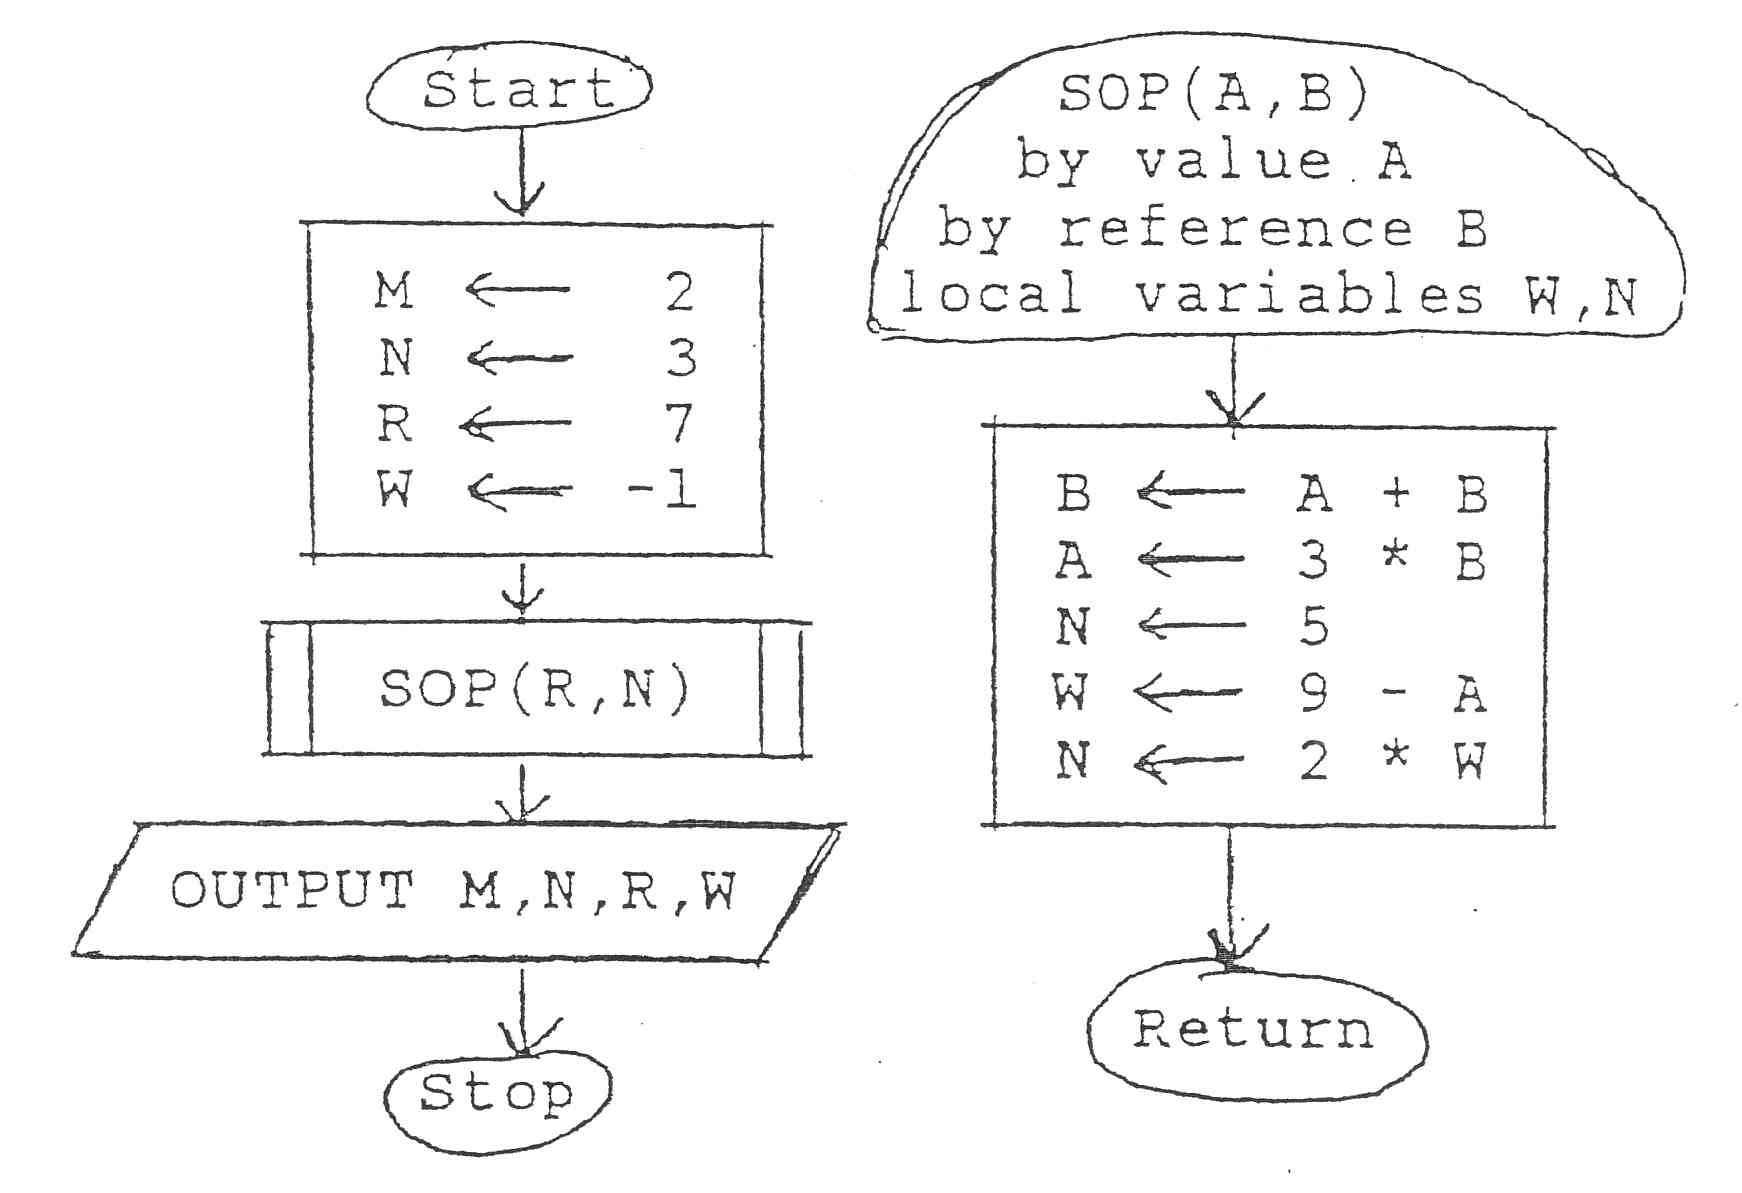 Start
M ← 2
N ← 3
R ← 7
W ← -1
SOP(R,N)
OUTPUT M,N,R,W
Stop
SOP(A,B)
by value A
by reference B
local variables W,N
B ← A + B
A ← 3 * B
N ← 5
W ← 9 - A
N ← 2 * W
Return